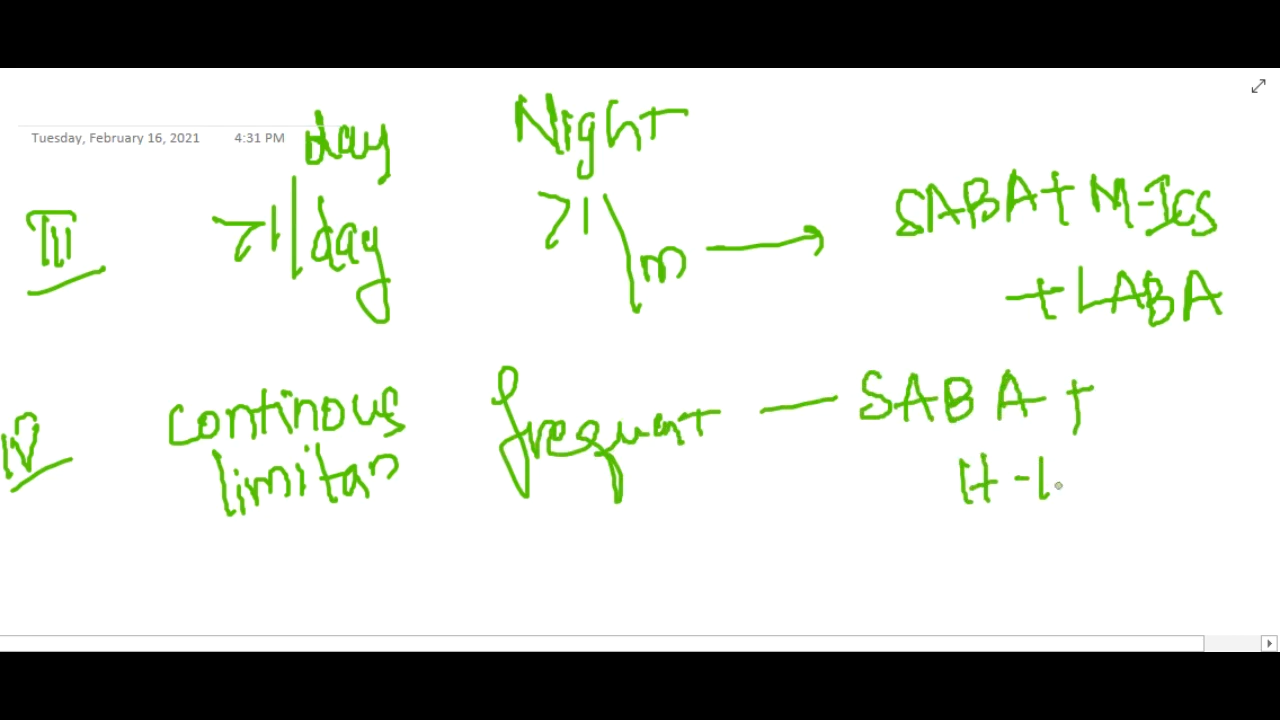 Tuesday, February 16, 2021 4:31 PM
day Night
III >1/day >1/m → SABA+ M-ICS
+LABA
IV continous frequent — SABA +
limitan H-I